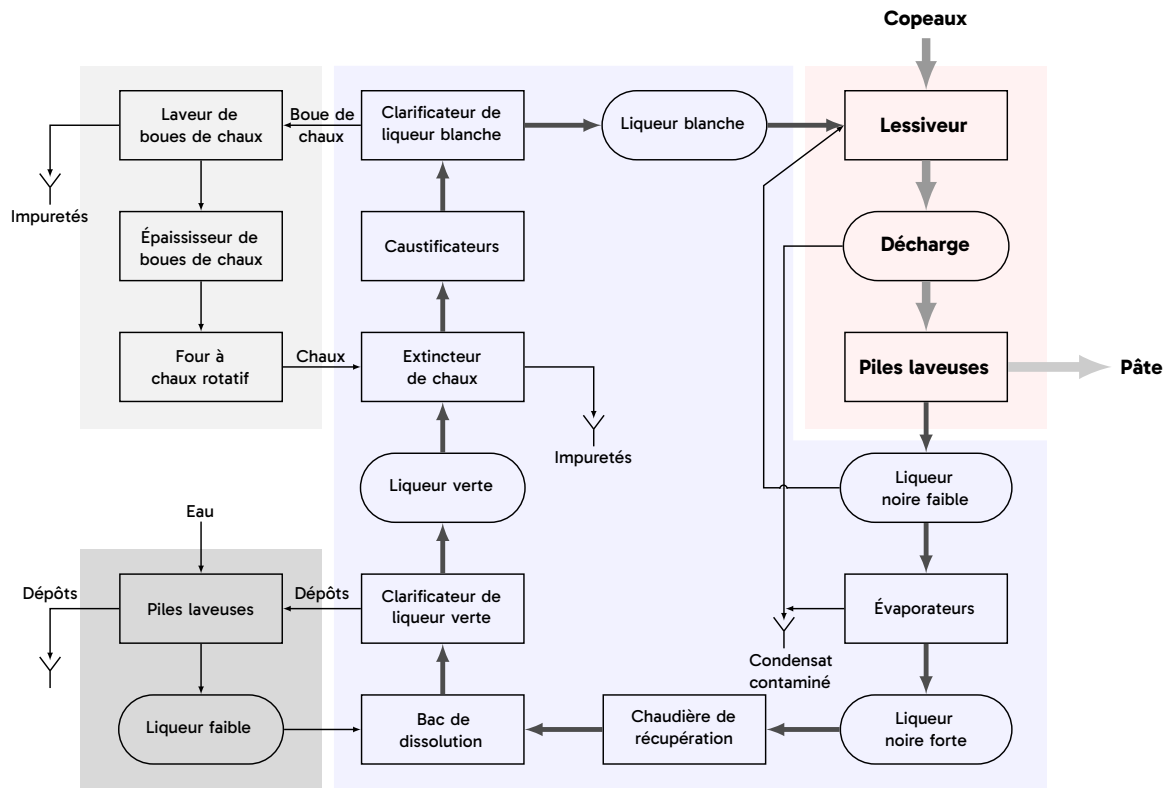 Copeaux
Laveur de
boues de chaux
Boue de
chaux
Clarificateur de
liqueur blanche
Liqueur blanche
Lessiveur
Impuretés
Épaississeur de
boues de chaux
Caustificateurs
Décharge
Four à
chaux rotatif
Chaux
Extincteur
de chaux
Piles laveuses
Pâte
Impuretés
Liqueur verte
Liqueur
noire faible
Eau
Dépôts
Piles laveuses
Dépôts
Clarificateur de
liqueur verte
Évaporateurs
Condensat
contaminé
Liqueur faible
Bac de
dissolution
Chaudière de
récupération
Liqueur
noire forte